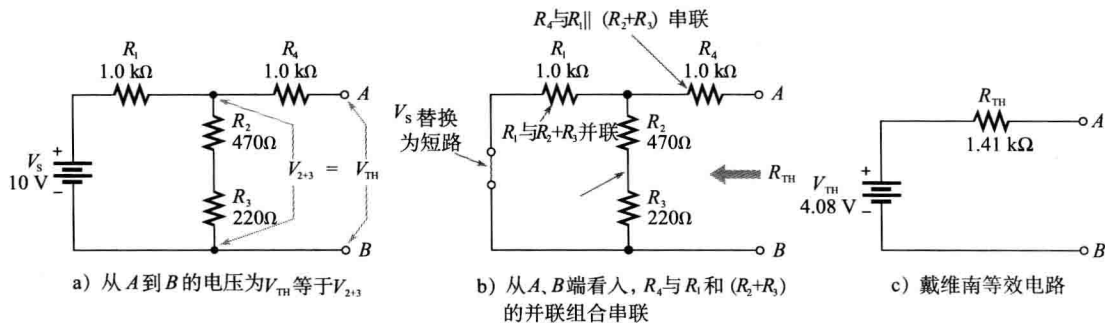 R₁
1.0 kΩ
R₄
1.0 kΩ
A
R₂
470Ω
V₂₊₃ = V_TH
V_S
10 V
+
−
R₃
220Ω
B
a) 从A到B的电压为V_TH等于V₂₊₃
R₄与R₁|| (R₂+R₃) 串联
R₁
1.0 kΩ
R₄
1.0 kΩ
A
V_S替换
为短路
R₁与R₂+R₃并联
R₂
470Ω
R_TH
R₃
220Ω
B
b) 从A、B端看入, R₄与R₁和 (R₂+R₃)
的并联组合串联
R_TH
1.41 kΩ
A
V_TH
4.08 V
+
−
B
c) 戴维南等效电路